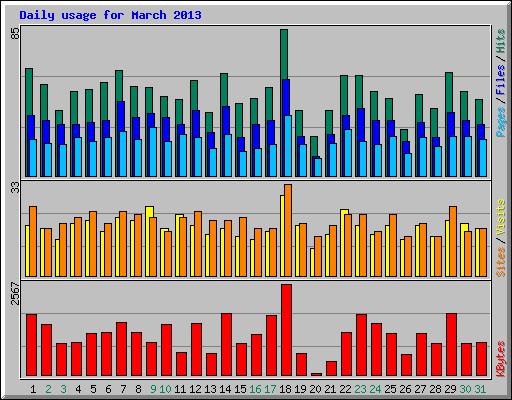 Daily usage for March 2013
85
Pages / Files / Hits
33
Sites / Visits
2567
KBytes
1 2 3 4 5 6 7 8 9 10 11 12 13 14 15 16 17 18 19 20 21 22 23 24 25 26 27 28 29 30 31